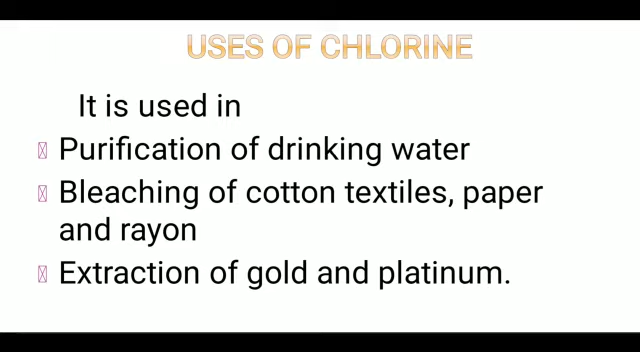 USES OF CHLORINE
It is used in
Purification of drinking water
Bleaching of cotton textiles, paper
and rayon
Extraction of gold and platinum.